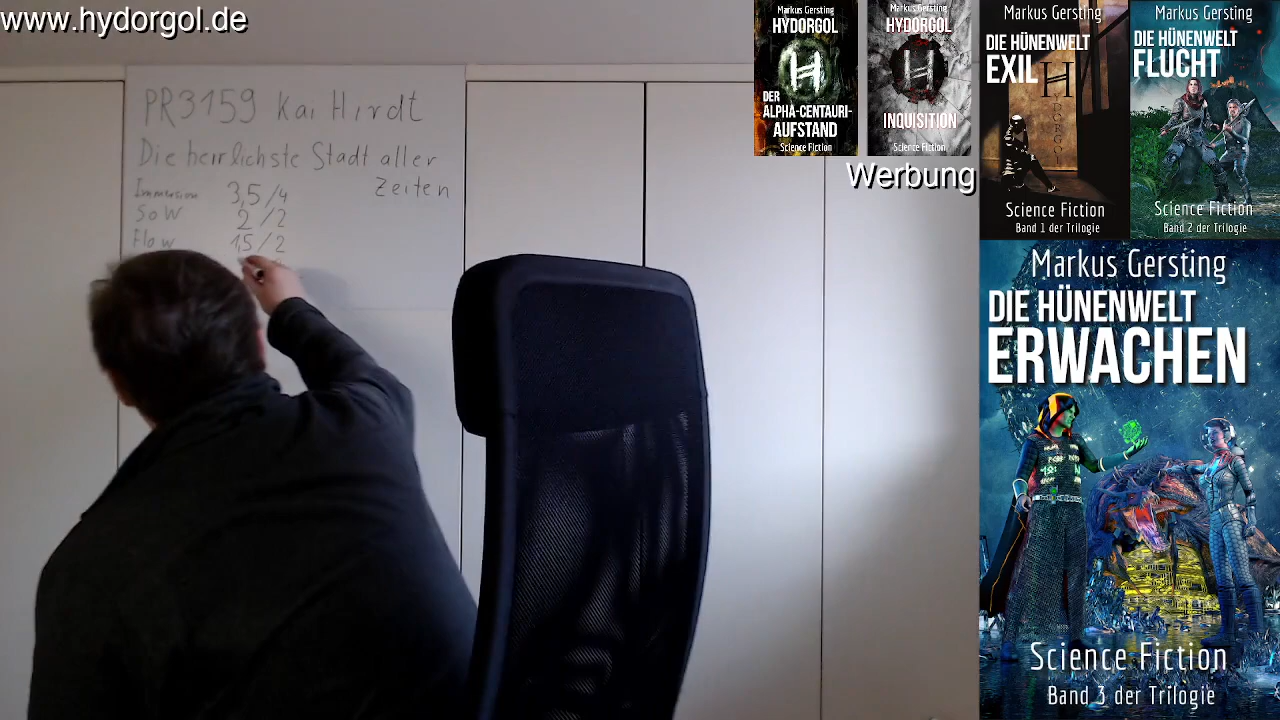 www.hydorgol.de
PR3159 Kai Hirdt
Die herrlichste Stadt aller
Zeiten
Immersion 3,5/4
SoW 2/2
Flow 1,5/2
Markus Gersting
HYDORGOL
DER
ALPHA-CENTAURI-
AUFSTAND
Science Fiction
Markus Gersting
HYDORGOL
INQUISITION
Science Fiction
Werbung
Markus Gersting
DIE HÜNENWELT
EXIL
HYDORGOL
Science Fiction
Band 1 der Trilogie
Markus Gersting
DIE HÜNENWELT
FLUCHT
Science Fiction
Band 2 der Trilogie
Markus Gersting
DIE HÜNENWELT
ERWACHEN
Science Fiction
Band 3 der Trilogie